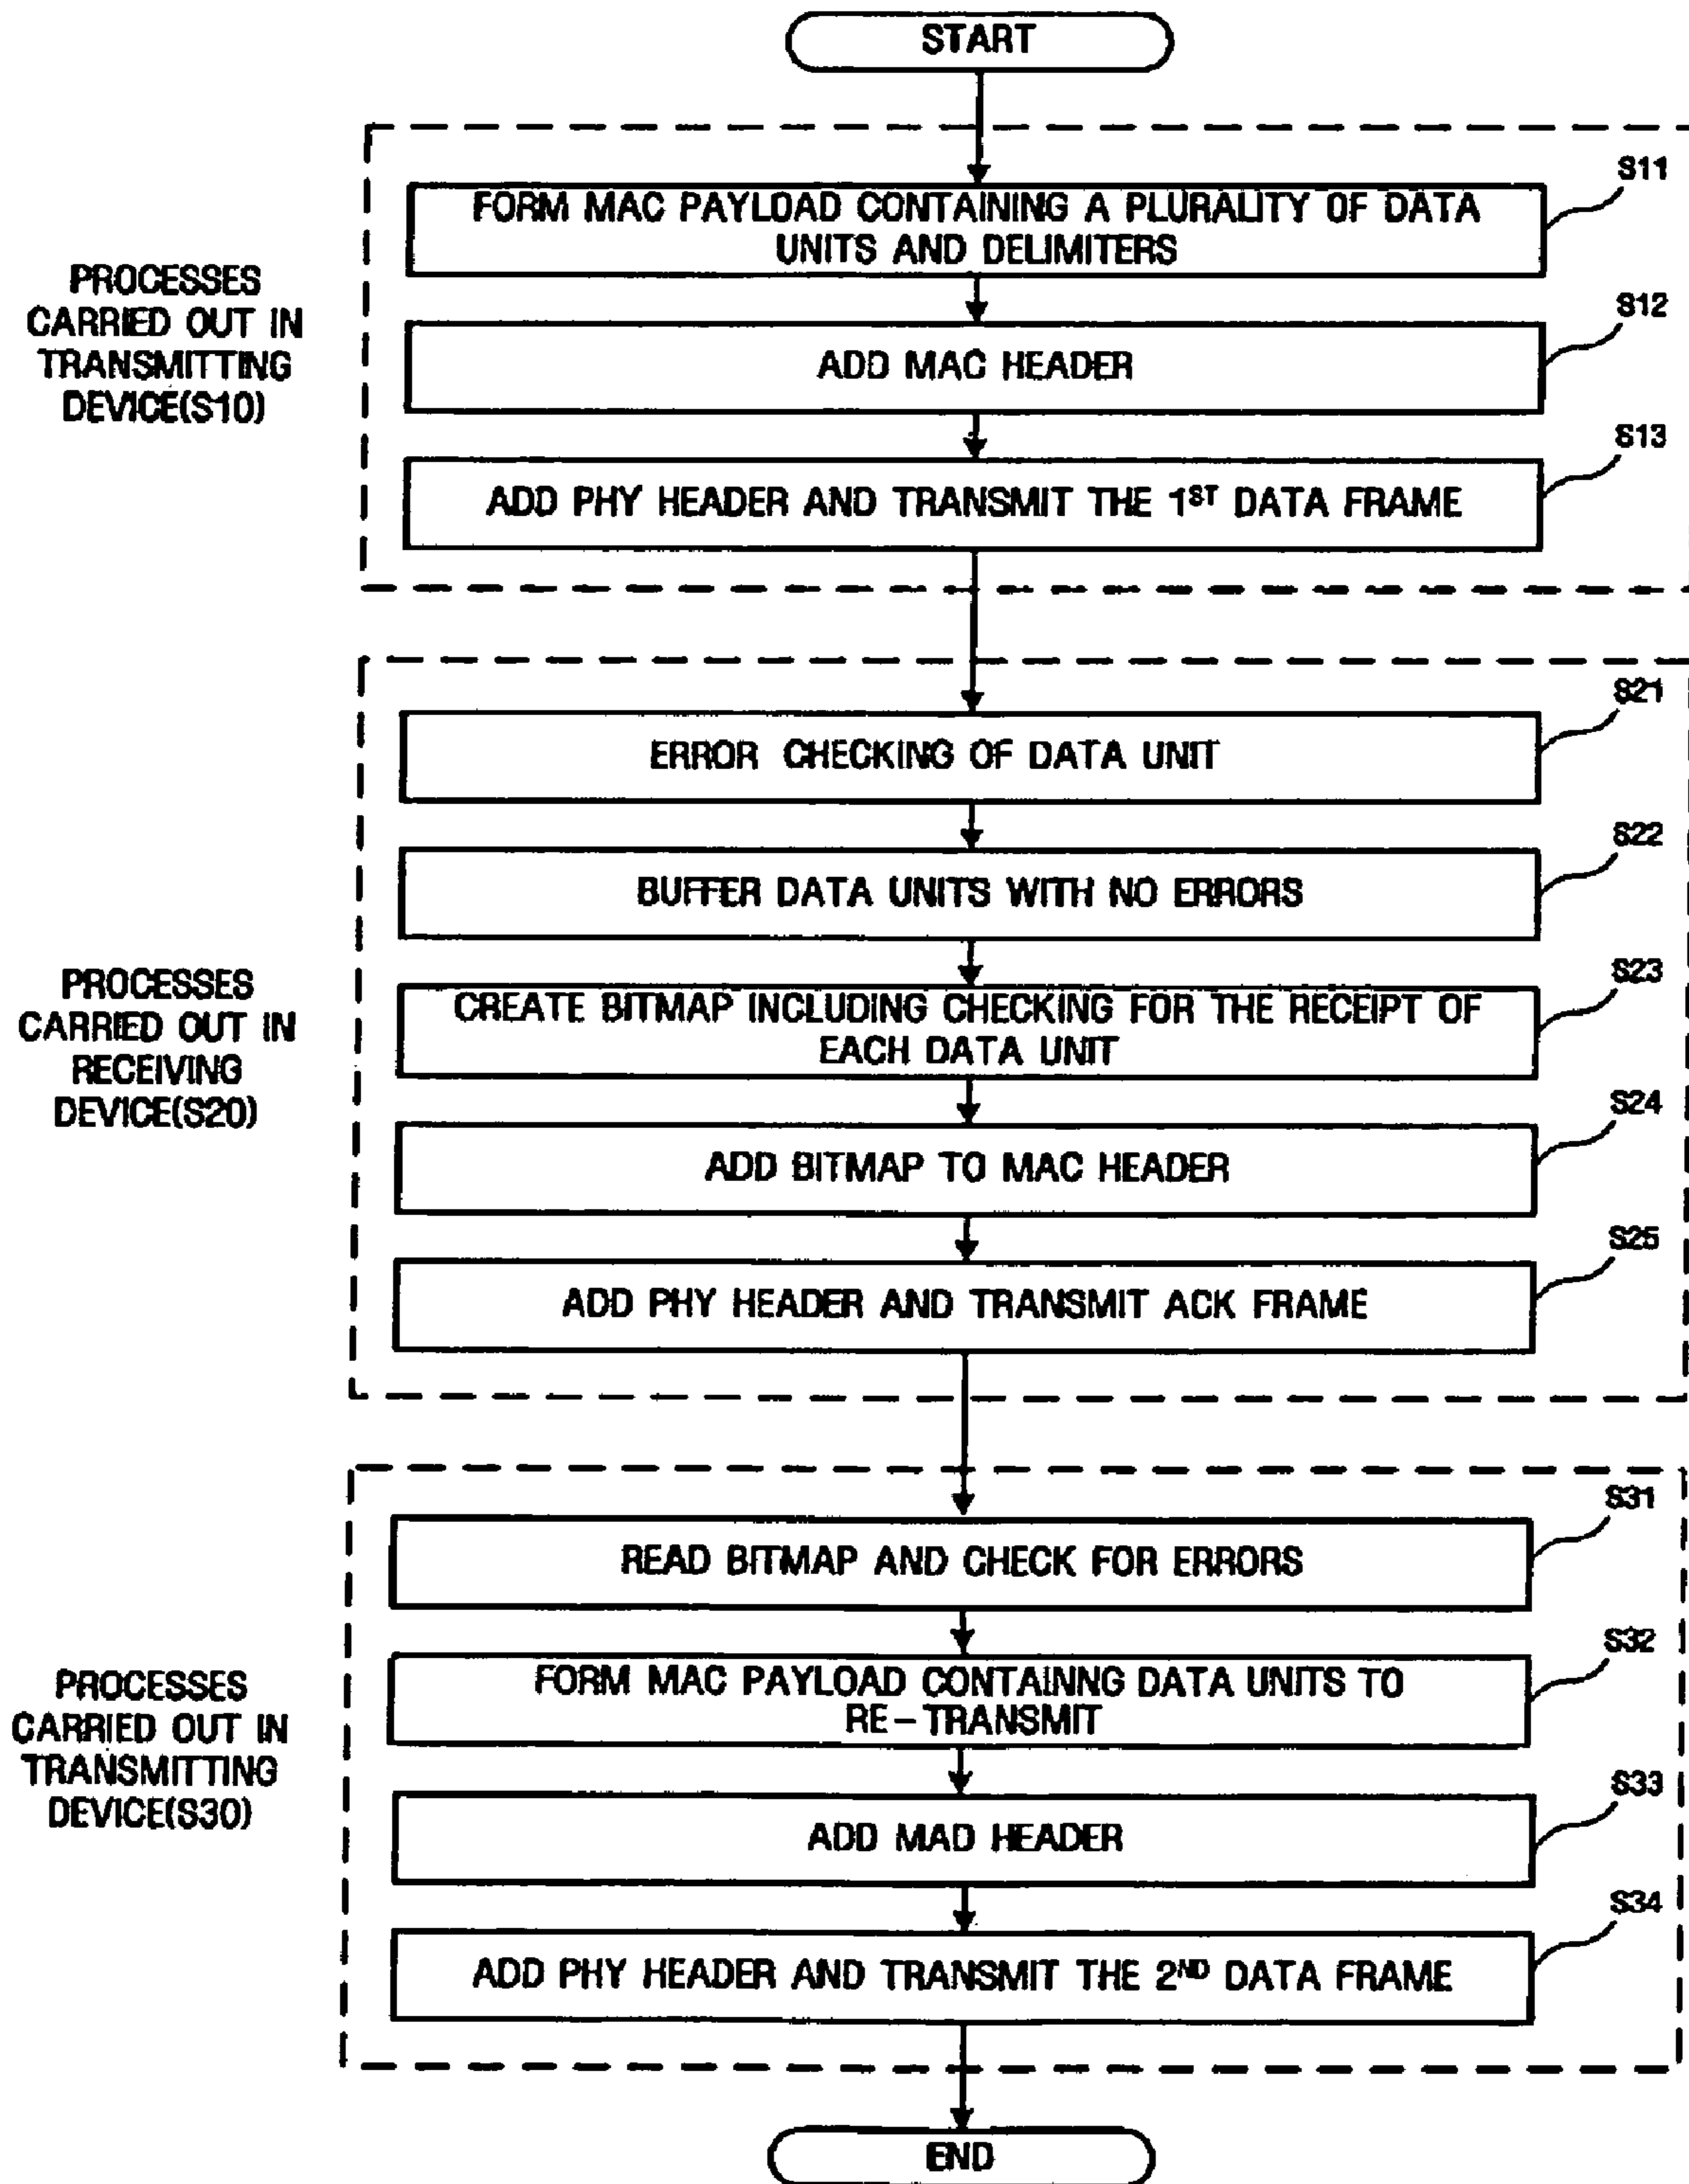 START
S11
FORM MAC PAYLOAD CONTAINING A PLURALITY OF DATA
UNITS AND DELIMITERS
PROCESSES
CARRIED OUT IN
TRANSMITTING
DEVICE(S10)
S12
ADD MAC HEADER
S13
ADD PHY HEADER AND TRANSMIT THE 1ST DATA FRAME
S21
ERROR CHECKING OF DATA UNIT
S22
BUFFER DATA UNITS WITH NO ERRORS
PROCESSES
CARRIED OUT IN
RECEIVING
DEVICE(S20)
S23
CREATE BITMAP INCLUDING CHECKING FOR THE RECEIPT OF
EACH DATA UNIT
S24
ADD BITMAP TO MAC HEADER
S25
ADD PHY HEADER AND TRANSMIT ACK FRAME
S31
READ BITMAP AND CHECK FOR ERRORS
S32
FORM MAC PAYLOAD CONTAINNG DATA UNITS TO
RE-TRANSMIT
PROCESSES
CARRIED OUT IN
TRANSMITTING
DEVICE(S30)
S33
ADD MAD HEADER
S34
ADD PHY HEADER AND TRANSMIT THE 2ND DATA FRAME
END